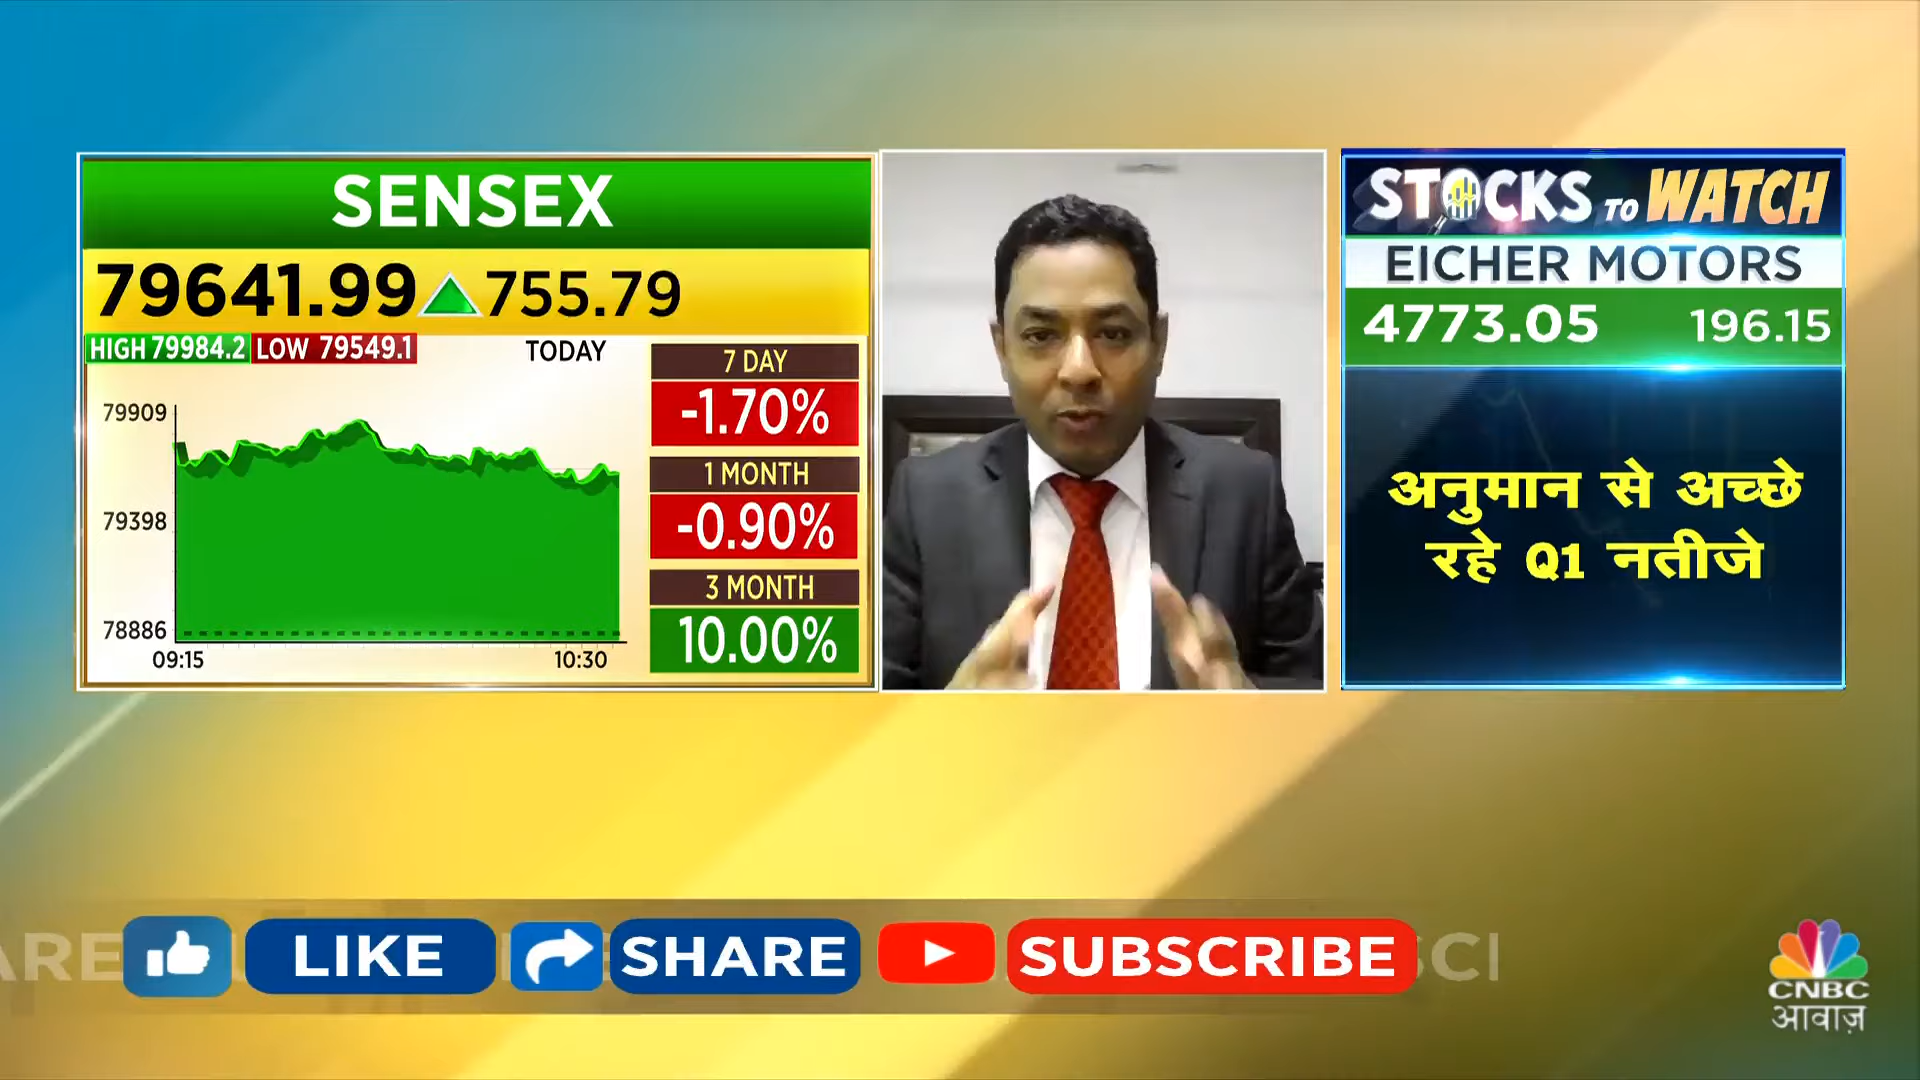 SENSEX
79641.99 755.79
HIGH 79984.2 LOW 79549.1 TODAY
79909
79398
78886
09:15 10:30
7 DAY
-1.70%
1 MONTH
-0.90%
3 MONTH
10.00%
STOCKS TO WATCH
EICHER MOTORS
4773.05 196.15
अनुमान से अच्छे
रहे Q1 नतीजे
LIKE SHARE SUBSCRIBE
CNBC
आवाज़